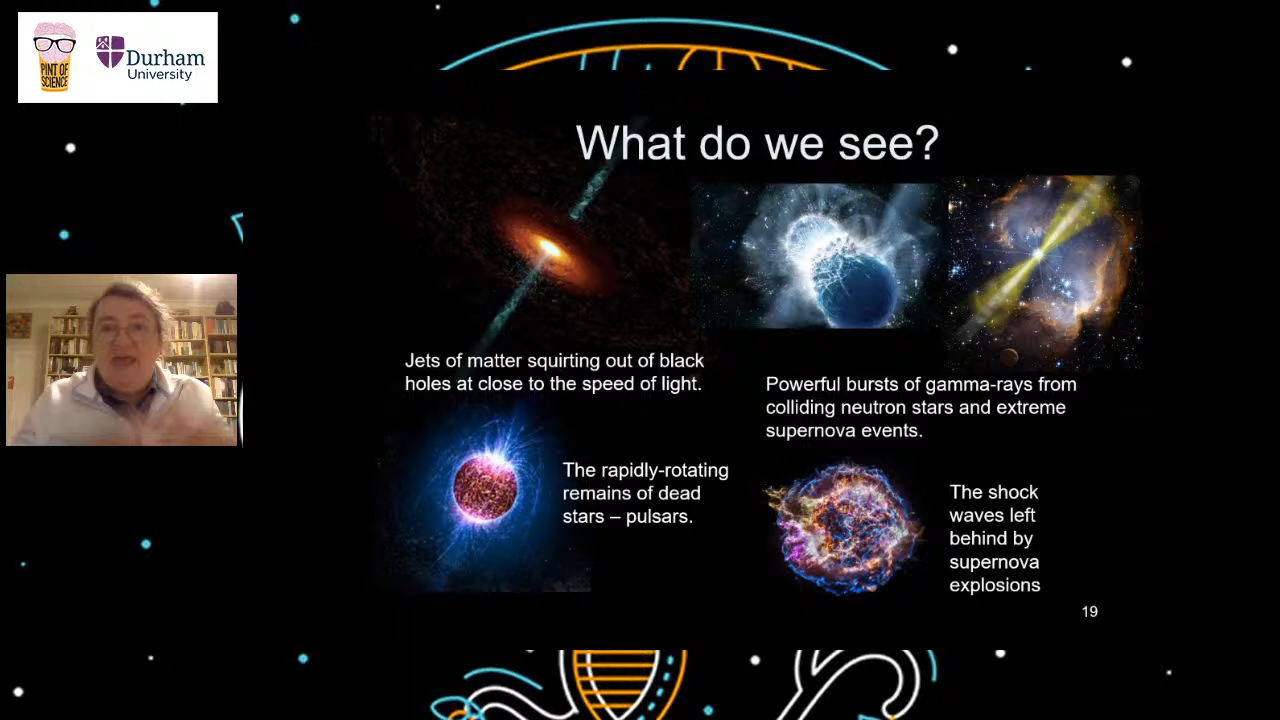 PINT OF
SCIENCE
Durham
University
What do we see?
Jets of matter squirting out of black
holes at close to the speed of light.
Powerful bursts of gamma-rays from
colliding neutron stars and extreme
supernova events.
The rapidly-rotating
remains of dead
stars – pulsars.
The shock
waves left
behind by
supernova
explosions
19